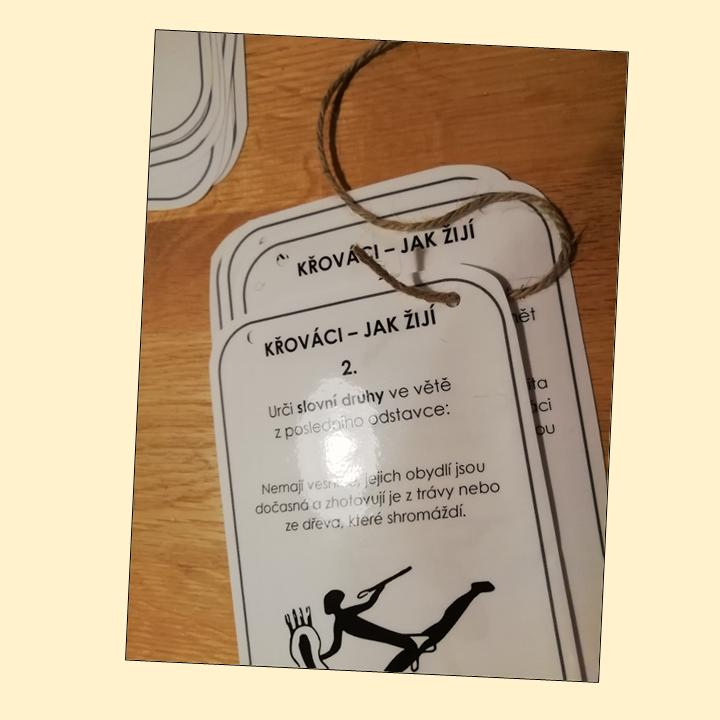 KŘOVÁCI – JAK ŽIJÍ
KŘOVÁCI – JAK ŽIJÍ
2.
Urči slovní druhy ve větě
z posledního odstavce:
Nemají vesnice, jejich obydlí jsou
dočasná a zhotovují je z trávy nebo
ze dřeva, které shromáždí.